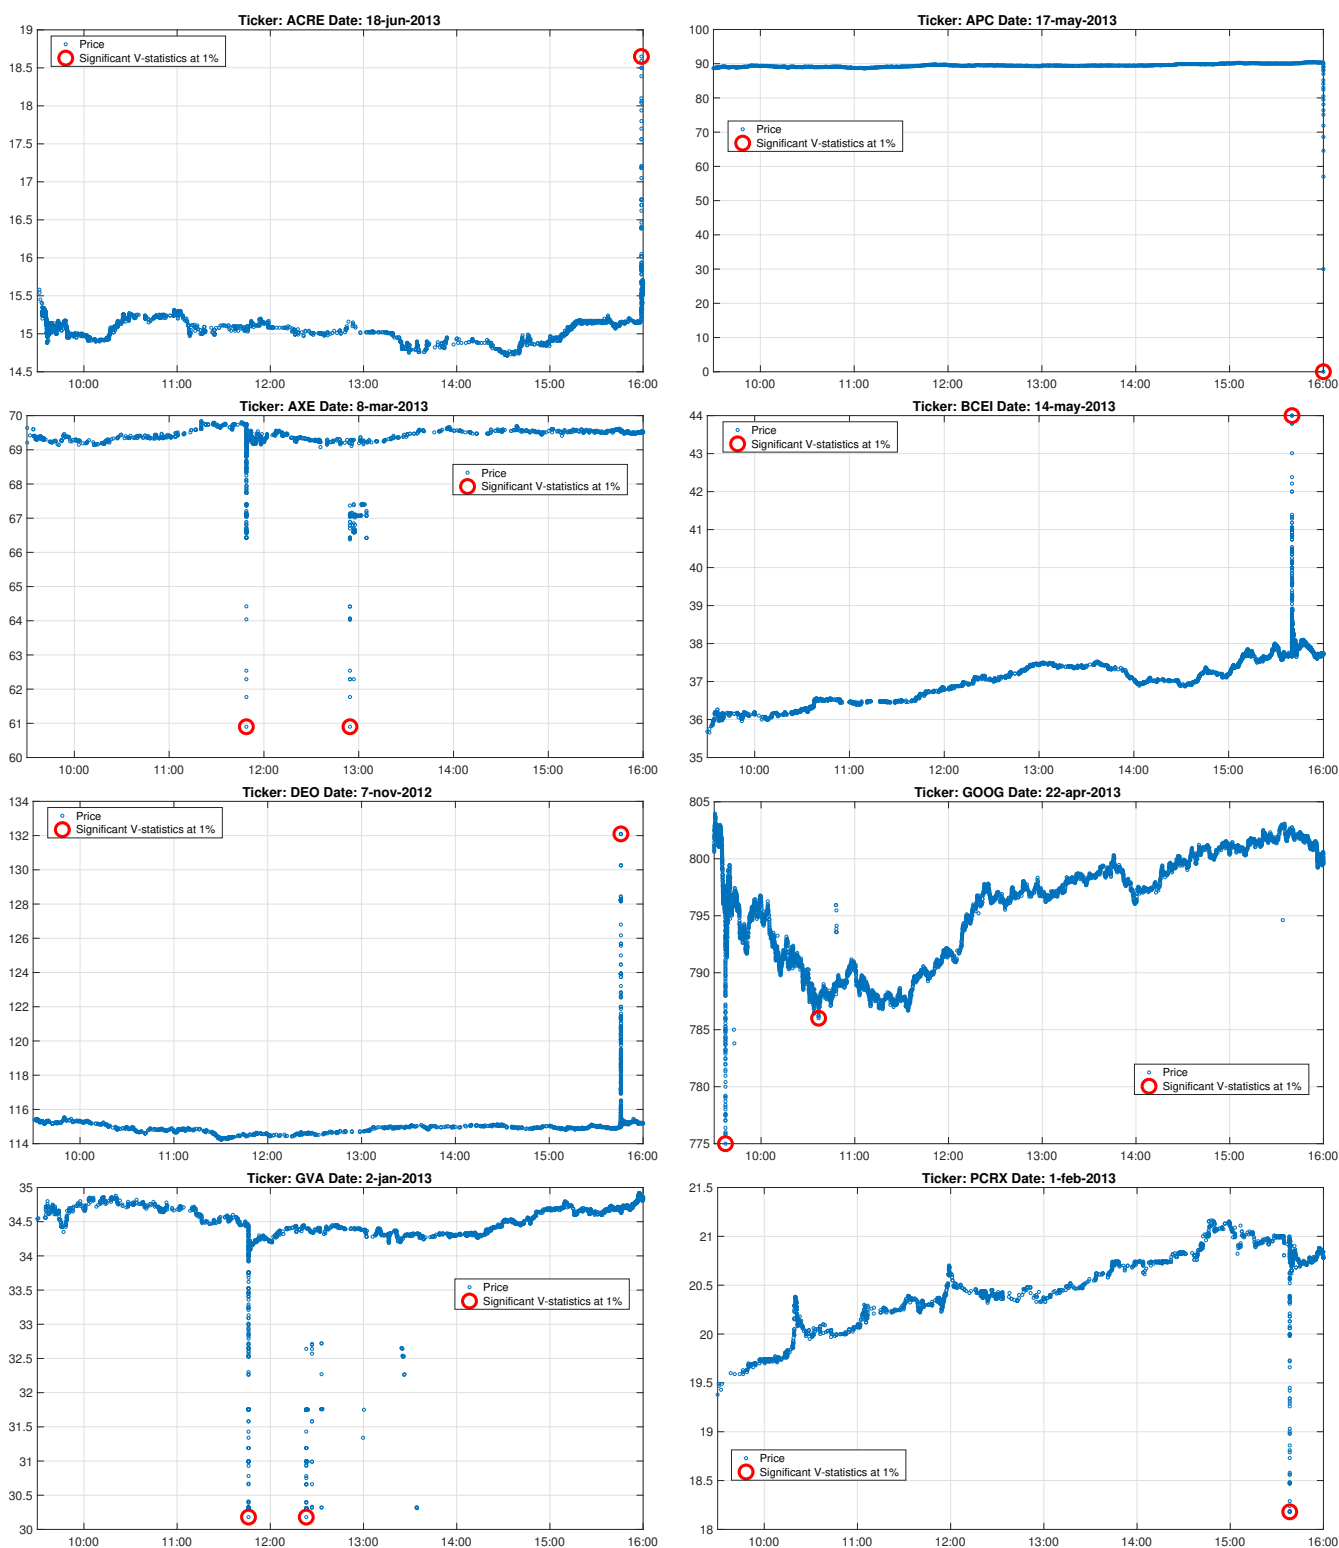 Ticker: ACRE Date: 18-jun-2013
19
18.5
18
17.5
17
16.5
16
15.5
15
14.5
Price
Significant V-statistics at 1%
10:00 11:00 12:00 13:00 14:00 15:00 16:00
Ticker: APC Date: 17-may-2013
100
90
80
70
60
50
40
30
20
10
0
Price
Significant V-statistics at 1%
10:00 11:00 12:00 13:00 14:00 15:00 16:00
Ticker: AXE Date: 8-mar-2013
70
69
68
67
66
65
64
63
62
61
60
Price
Significant V-statistics at 1%
10:00 11:00 12:00 13:00 14:00 15:00 16:00
Ticker: BCEI Date: 14-may-2013
44
43
42
41
40
39
38
37
36
35
Price
Significant V-statistics at 1%
10:00 11:00 12:00 13:00 14:00 15:00 16:00
Ticker: DEO Date: 7-nov-2012
134
132
130
128
126
124
122
120
118
116
114
Price
Significant V-statistics at 1%
10:00 11:00 12:00 13:00 14:00 15:00 16:00
Ticker: GOOG Date: 22-apr-2013
805
800
795
790
785
780
775
Price
Significant V-statistics at 1%
10:00 11:00 12:00 13:00 14:00 15:00 16:00
Ticker: GVA Date: 2-jan-2013
35
34.5
34
33.5
33
32.5
32
31.5
31
30.5
30
Price
Significant V-statistics at 1%
10:00 11:00 12:00 13:00 14:00 15:00 16:00
Ticker: PCRX Date: 1-feb-2013
21.5
21
20.5
20
19.5
19
18.5
18
Price
Significant V-statistics at 1%
10:00 11:00 12:00 13:00 14:00 15:00 16:00